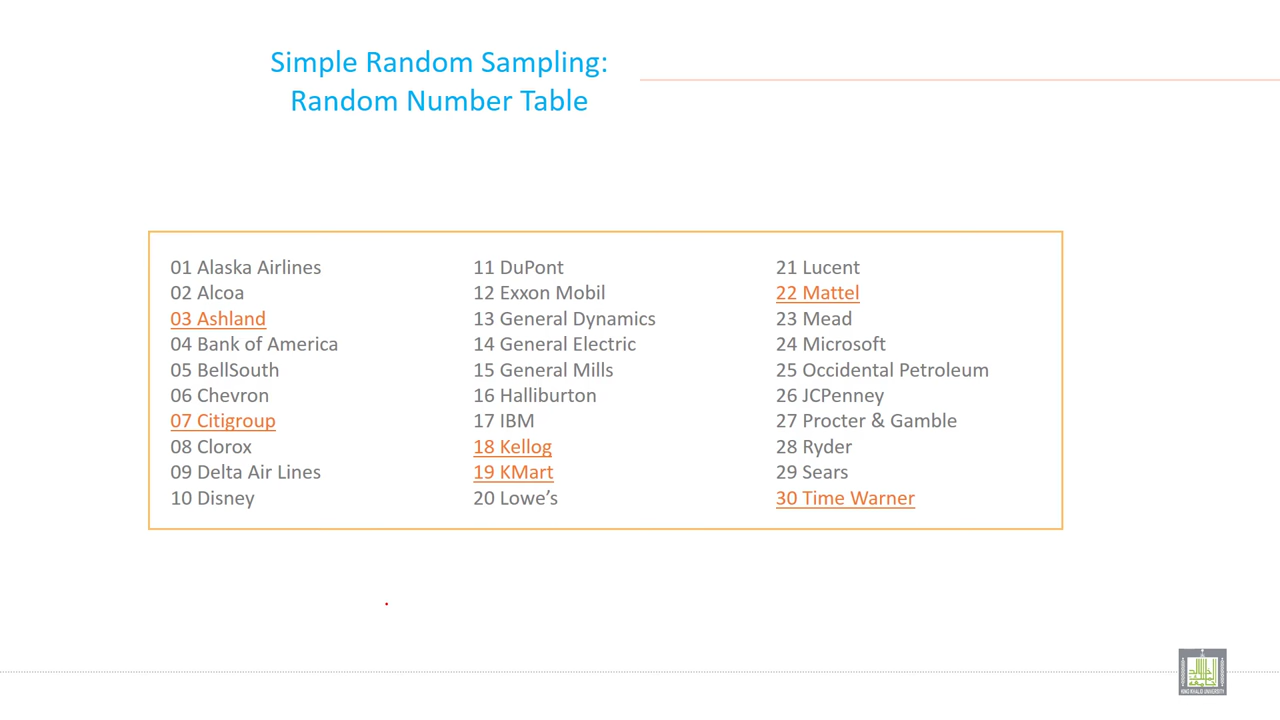 Simple Random Sampling:
Random Number Table
01 Alaska Airlines
02 Alcoa
03 Ashland
04 Bank of America
05 BellSouth
06 Chevron
07 Citigroup
08 Clorox
09 Delta Air Lines
10 Disney
11 DuPont
12 Exxon Mobil
13 General Dynamics
14 General Electric
15 General Mills
16 Halliburton
17 IBM
18 Kellog
19 KMart
20 Lowe’s
21 Lucent
22 Mattel
23 Mead
24 Microsoft
25 Occidental Petroleum
26 JCPenney
27 Procter & Gamble
28 Ryder
29 Sears
30 Time Warner
KING KHALID UNIVERSITY